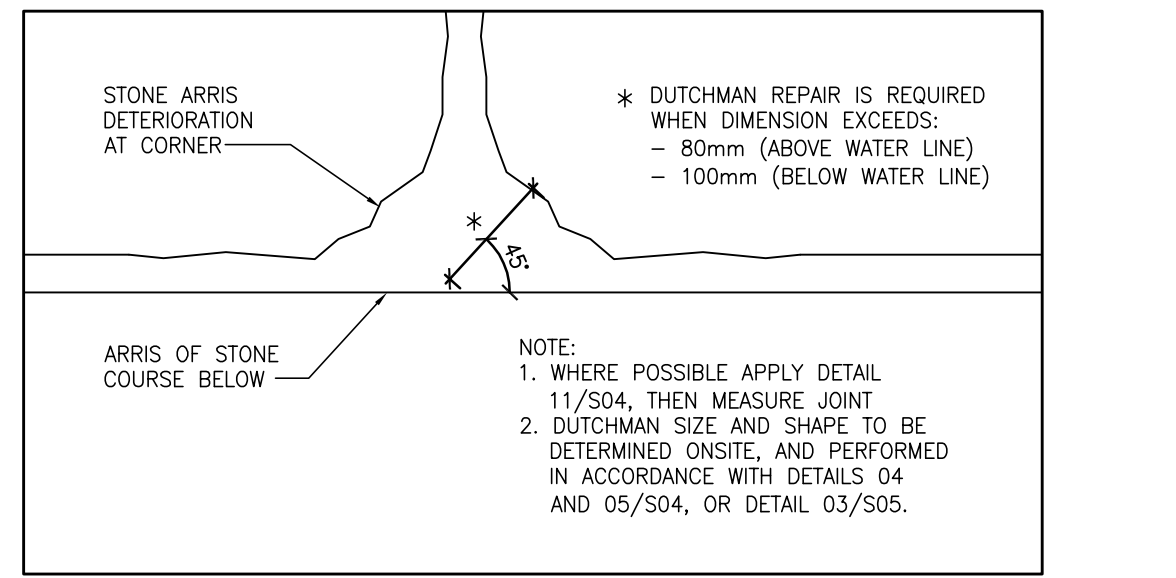 STONE ARRIS
DETERIORATION
AT CORNER
* DUTCHMAN REPAIR IS REQUIRED
WHEN DIMENSION EXCEEDS:
- 80mm (ABOVE WATER LINE)
- 100mm (BELOW WATER LINE)
*
45°
ARRIS OF STONE
COURSE BELOW
NOTE:
1. WHERE POSSIBLE APPLY DETAIL
11/S04, THEN MEASURE JOINT
2. DUTCHMAN SIZE AND SHAPE TO BE
DETERMINED ONSITE, AND PERFORMED
IN ACCORDANCE WITH DETAILS 04
AND 05/S04, OR DETAIL 03/S05.